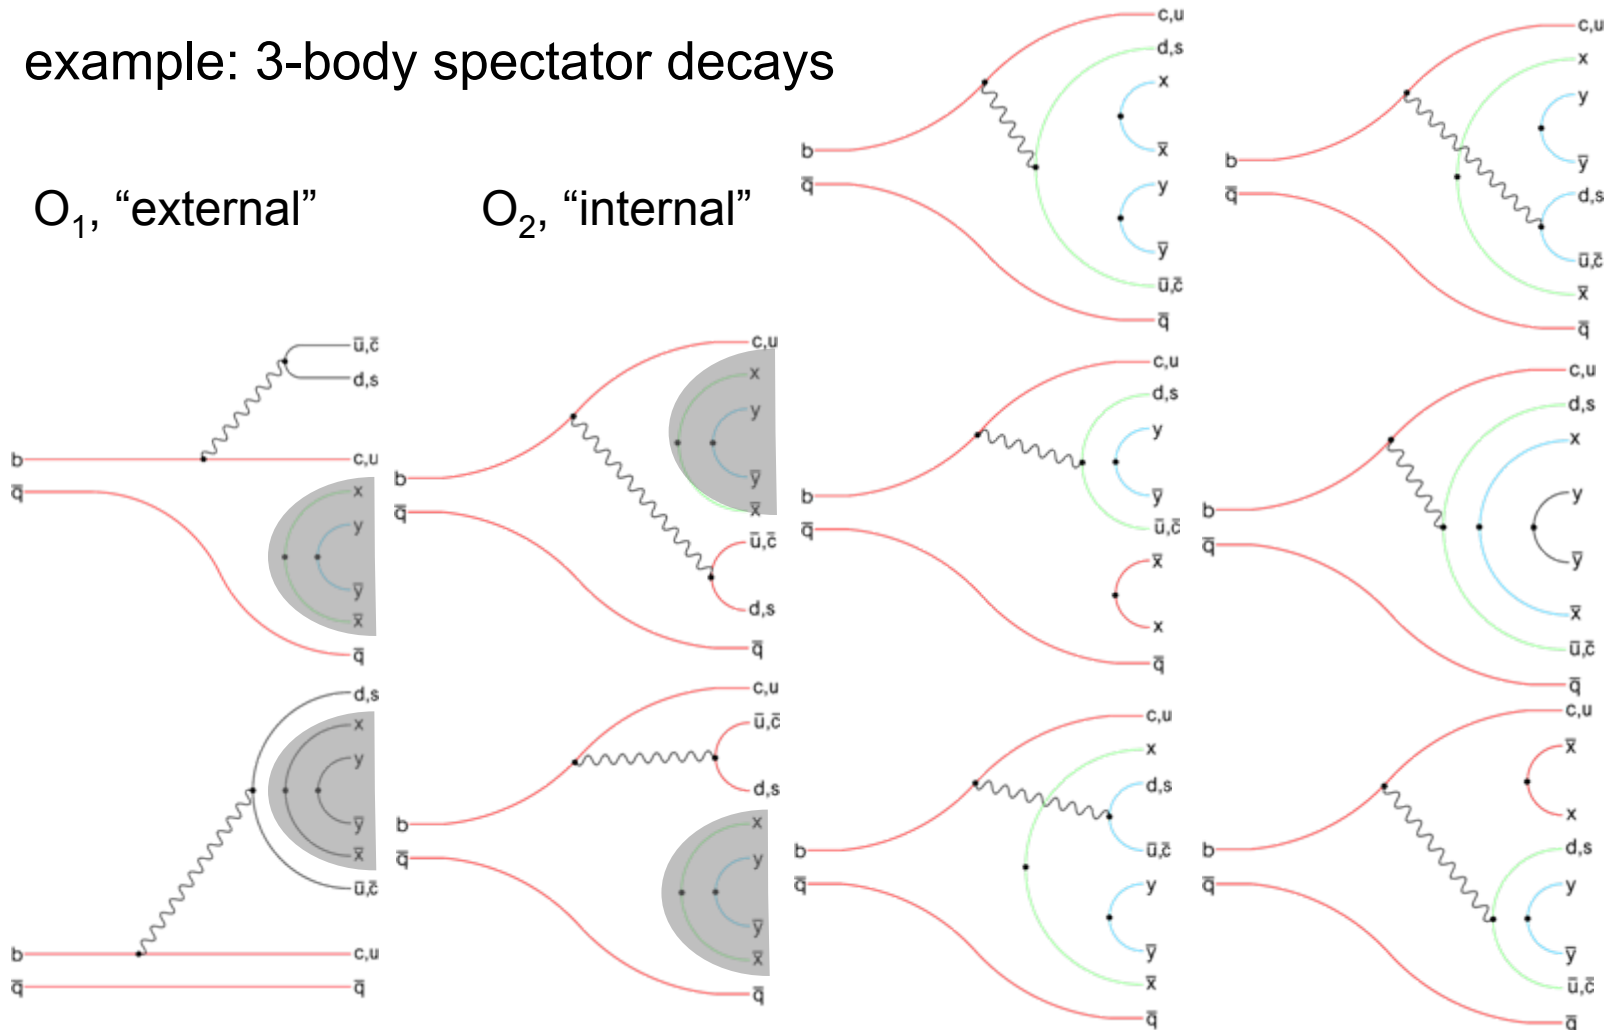 example: 3-body spectator decays
O₁, “external”
O₂, “internal”
c,u
d,s
x
b
x̅
q̅
y
y̅
u̅,c̅
q̅
c,u
x
y
b
y̅
q̅
d,s
u̅,c̅
x̅
q̅
u̅,c̅
d,s
b
c,u
q̅
x
y
y̅
x̅
q̅
c,u
x
y
b
y̅
q̅
x̅
u̅,c̅
d,s
q̅
c,u
d,s
y
b
y̅
q̅
u̅,c̅
x̅
x
q̅
c,u
d,s
x
y
b
q̅
y̅
x̅
u̅,c̅
q̅
d,s
x
y
y̅
x̅
u̅,c̅
b
c,u
q̅
q̅
c,u
u̅,c̅
d,s
b
x
q̅
y
y̅
x̅
q̅
c,u
x
d,s
b
u̅,c̅
q̅
y
y̅
x̅
q̅
c,u
x̅
x
b
d,s
q̅
y
y̅
u̅,c̅
q̅